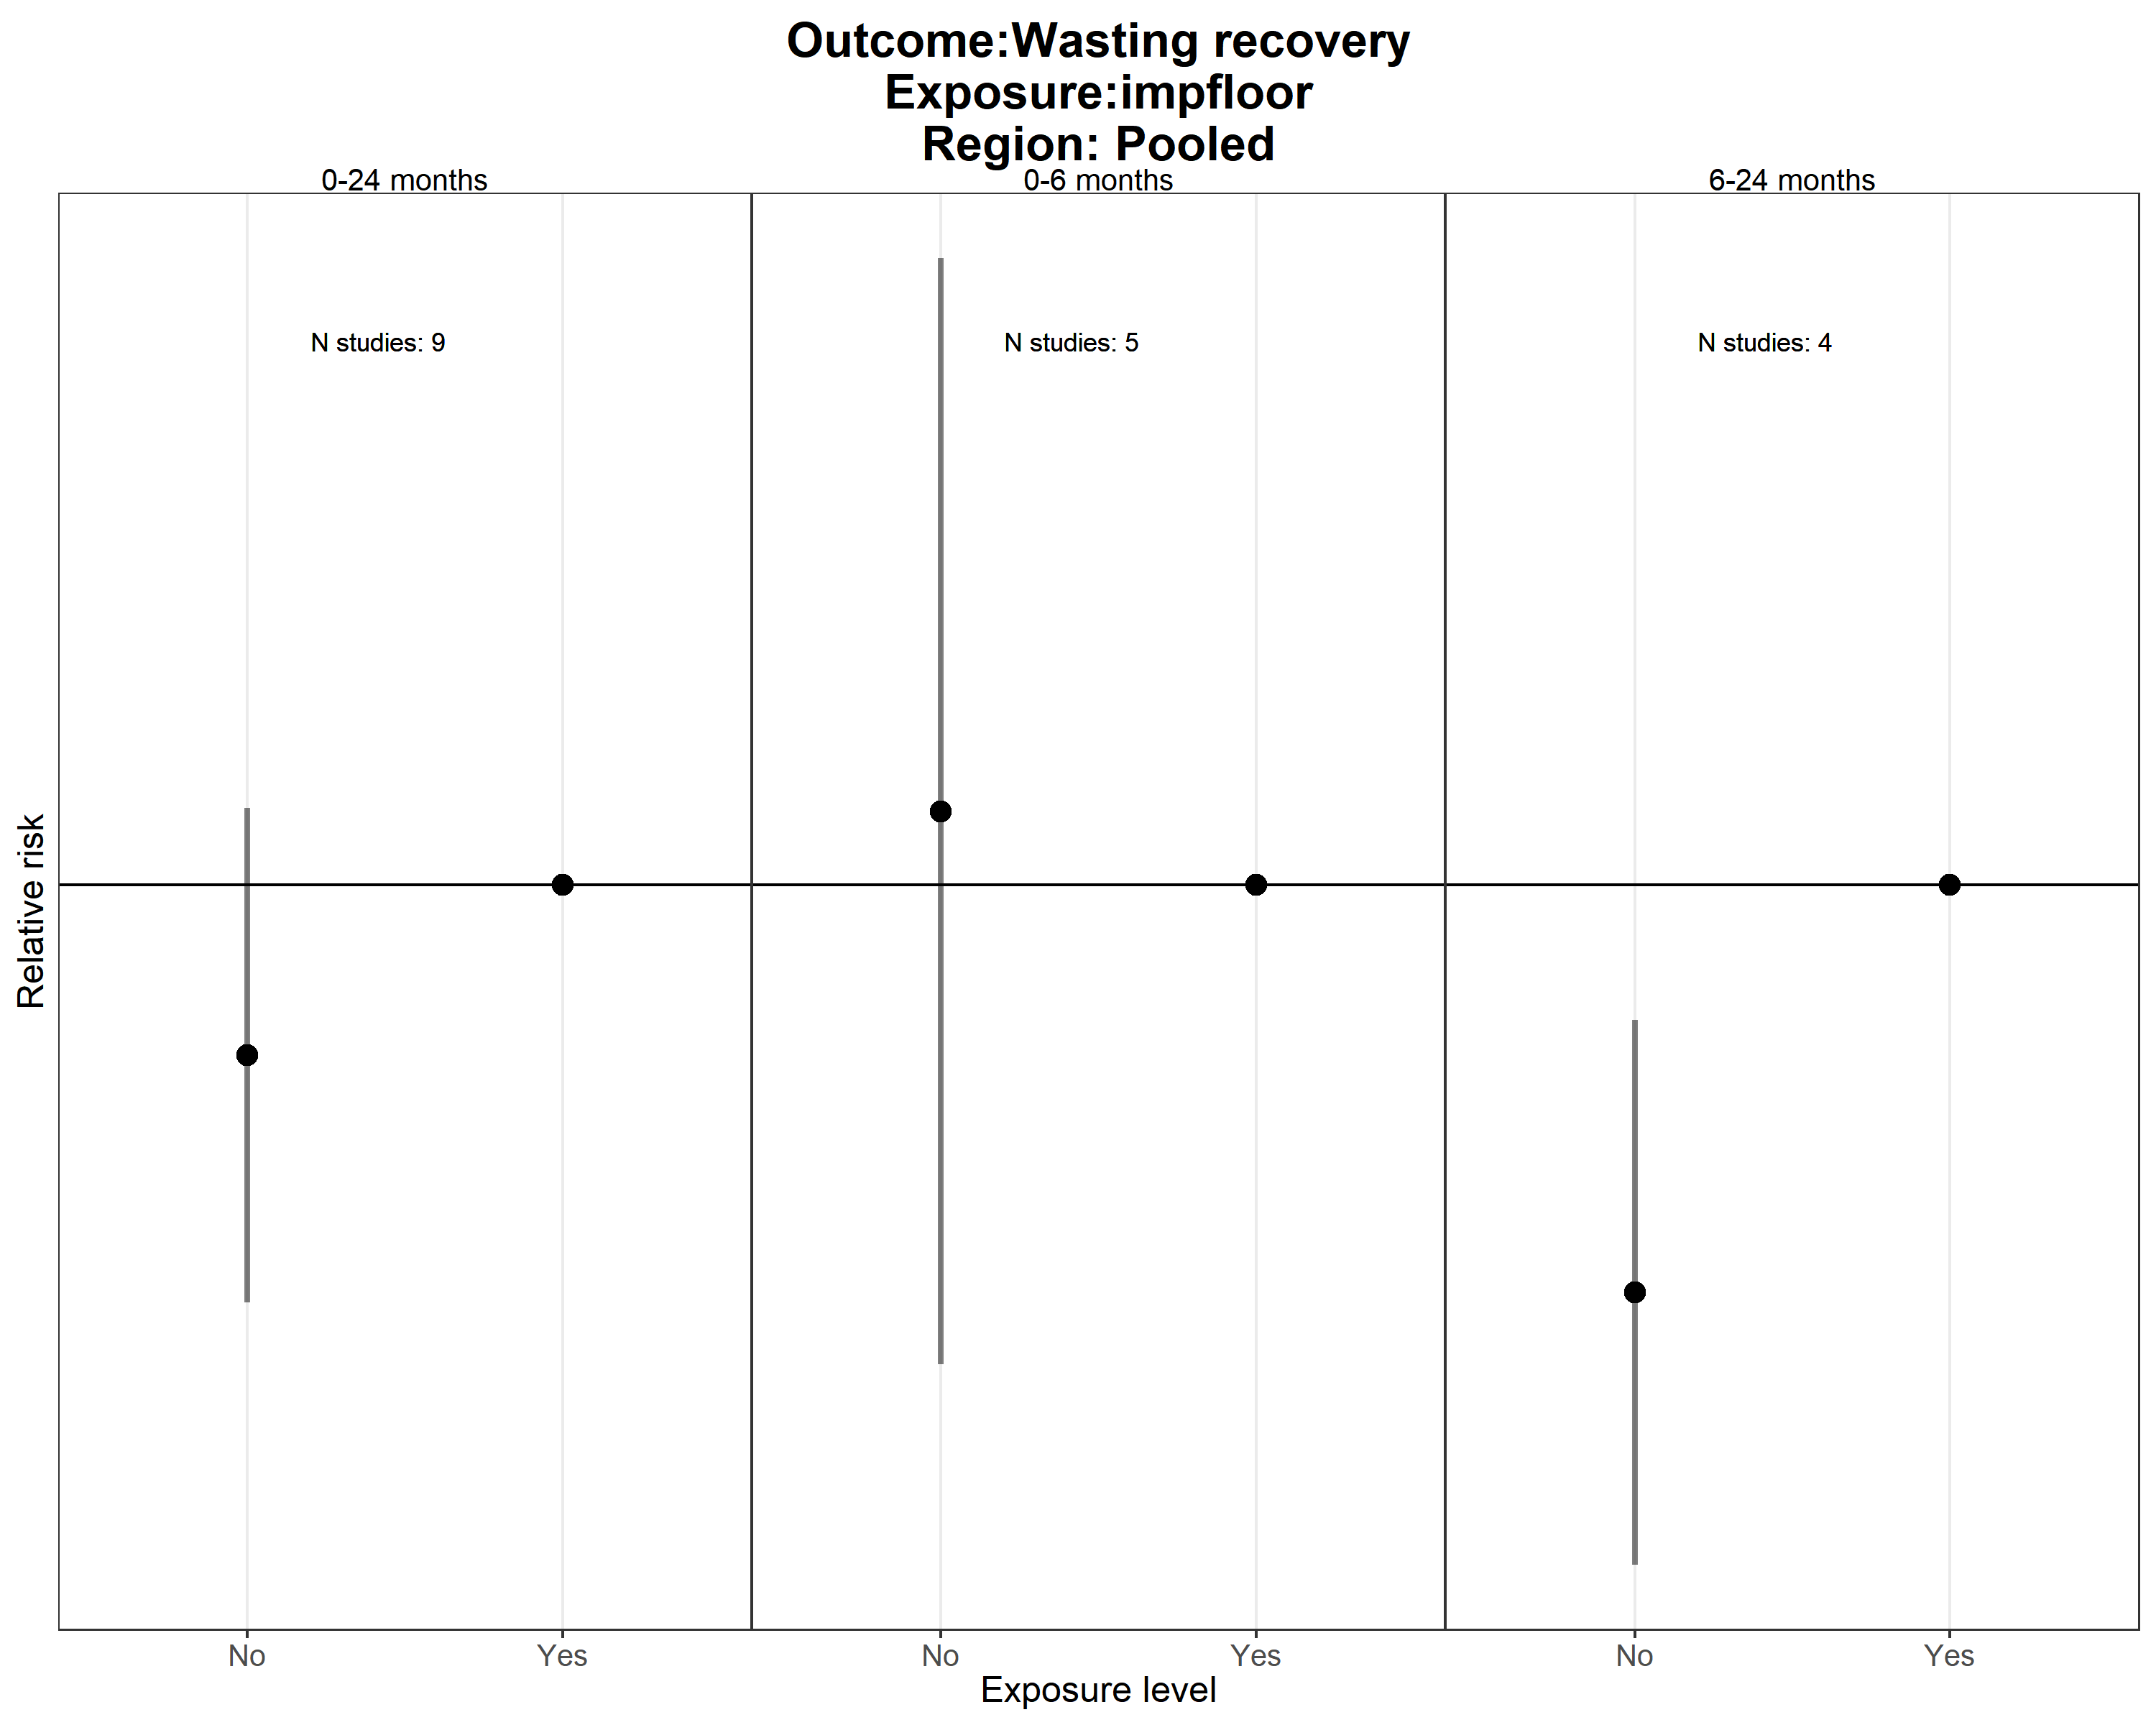 Outcome:Wasting recovery
Exposure:impfloor
Region: Pooled
0-24 months
0-6 months
6-24 months
N studies: 9
N studies: 5
N studies: 4
Relative risk
No
Yes
No
Yes
No
Yes
Exposure level